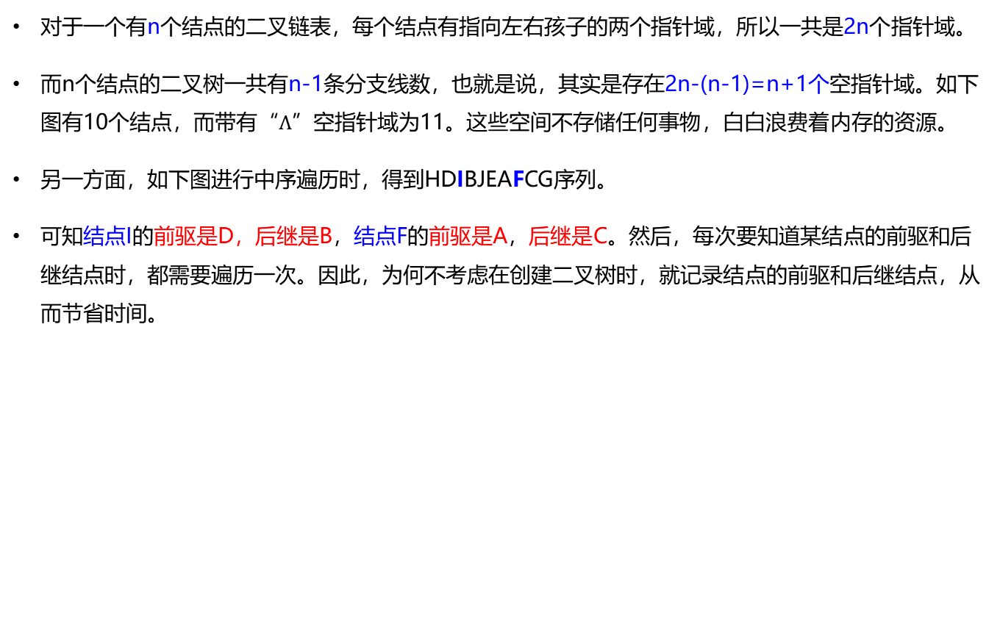 • 对于一个有n个结点的二叉链表，每个结点有指向左右孩子的两个指针域，所以一共是2n个指针域。
• 而n个结点的二叉树一共有n-1条分支线数，也就是说，其实是存在2n-(n-1)=n+1个空指针域。如下
图有10个结点，而带有“Λ”空指针域为11。这些空间不存储任何事物，白白浪费着内存的资源。
• 另一方面，如下图进行中序遍历时，得到HDIBJEAFCG序列。
• 可知结点I的前驱是D，后继是B，结点F的前驱是A，后继是C。然后，每次要知道某结点的前驱和后
继结点时，都需要遍历一次。因此，为何不考虑在创建二叉树时，就记录结点的前驱和后继结点，从
而节省时间。